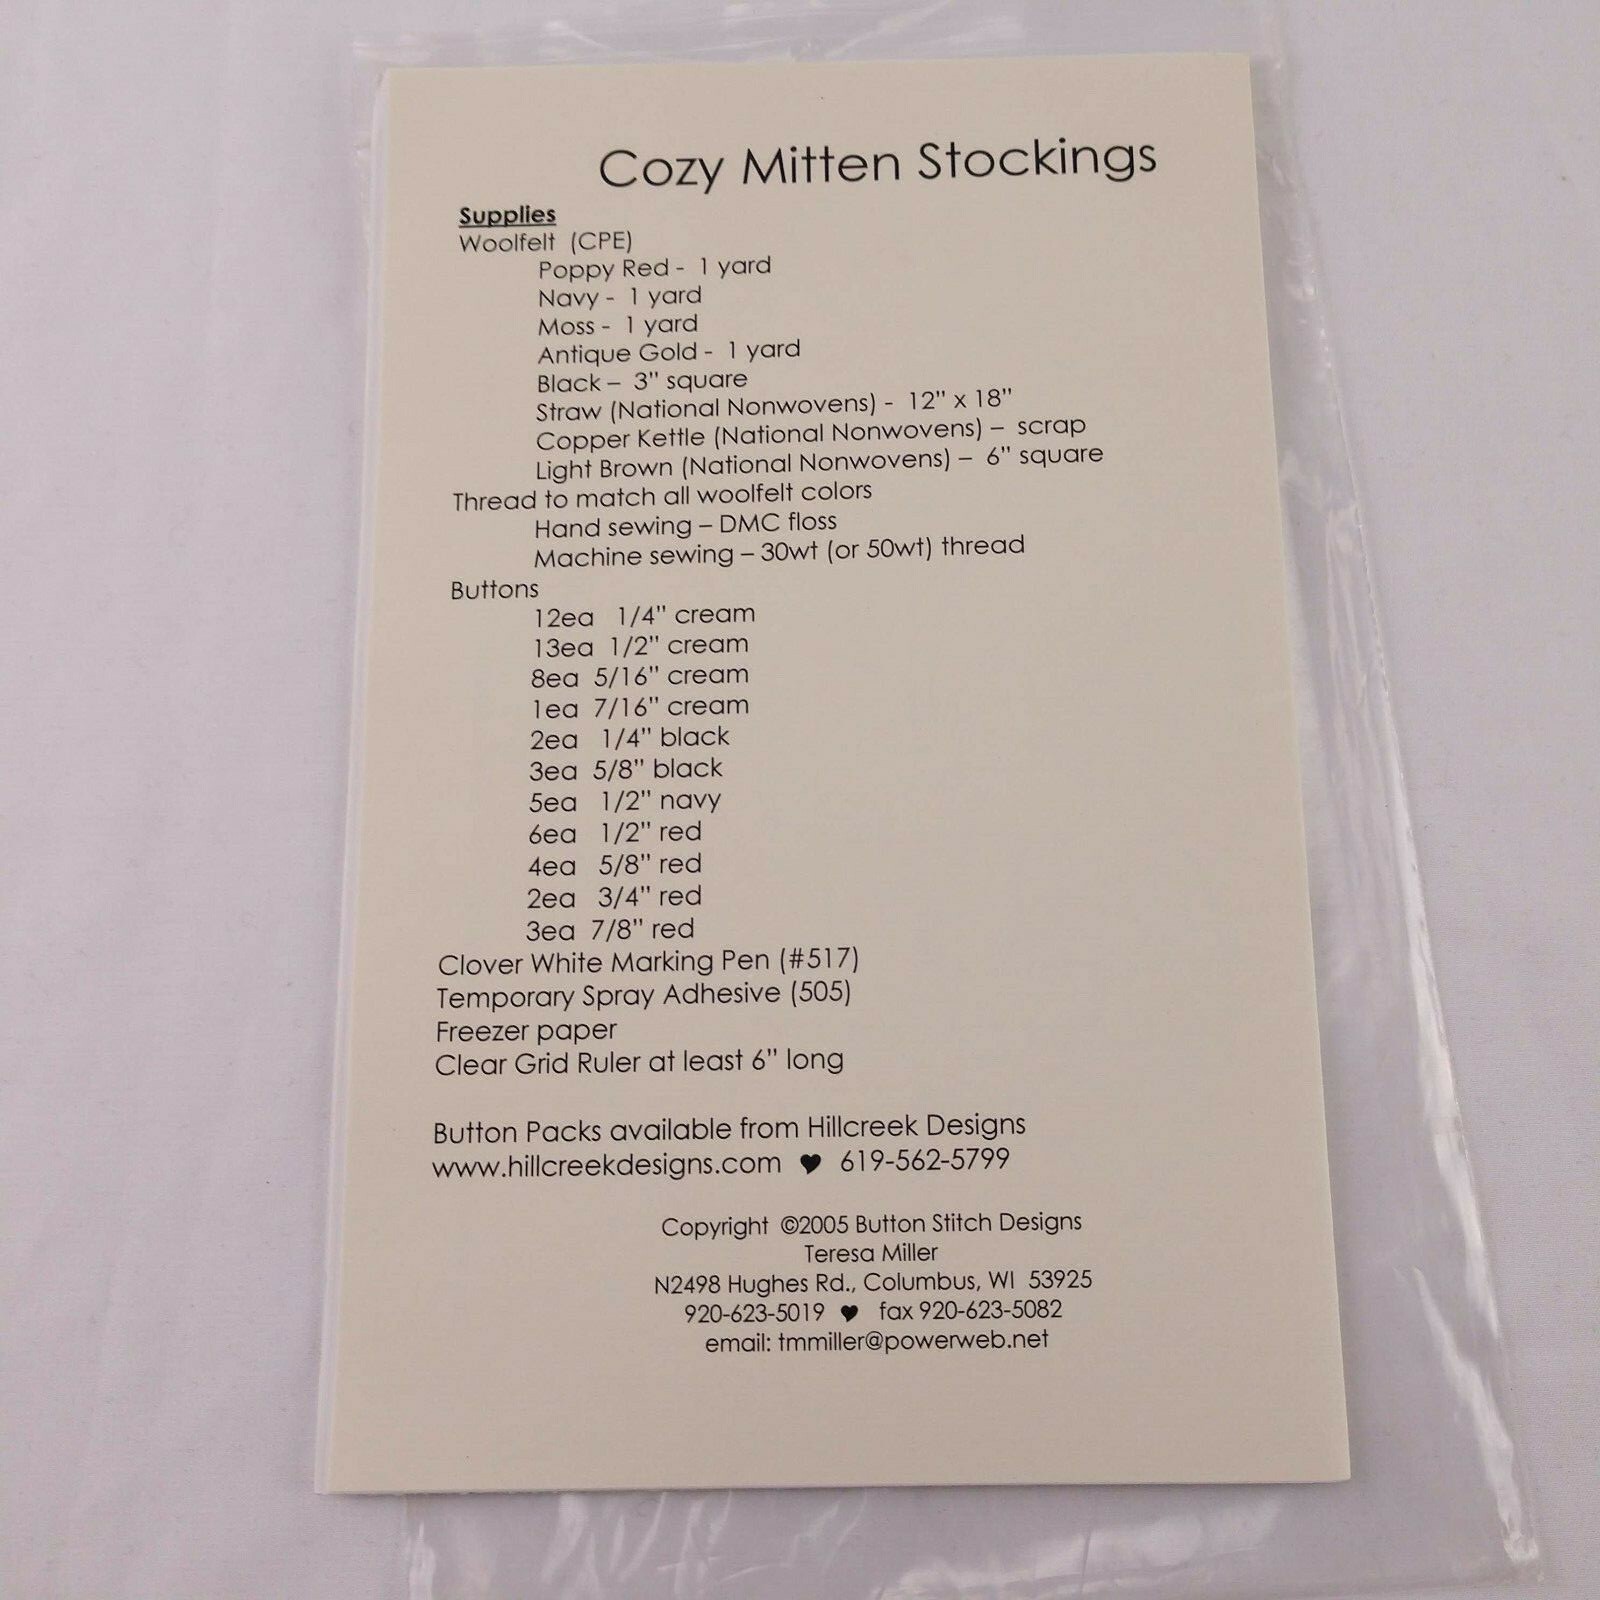 Cozy Mitten Stockings
Supplies
Woolfelt (CPE)
Poppy Red - 1 yard
Navy - 1 yard
Moss - 1 yard
Antique Gold - 1 yard
Black – 3" square
Straw (National Nonwovens) - 12" x 18"
Copper Kettle (National Nonwovens) – scrap
Light Brown (National Nonwovens) – 6" square
Thread to match all woolfelt colors
Hand sewing – DMC floss
Machine sewing – 30wt (or 50wt) thread
Buttons
12ea 1/4" cream
13ea 1/2" cream
8ea 5/16" cream
1ea 7/16" cream
2ea 1/4" black
3ea 5/8" black
5ea 1/2" navy
6ea 1/2" red
4ea 5/8" red
2ea 3/4" red
3ea 7/8" red
Clover White Marking Pen (#517)
Temporary Spray Adhesive (505)
Freezer paper
Clear Grid Ruler at least 6" long
Button Packs available from Hillcreek Designs
www.hillcreekdesigns.com ♥ 619-562-5799
Copyright ©2005 Button Stitch Designs
Teresa Miller
N2498 Hughes Rd., Columbus, WI 53925
920-623-5019 ♥ fax 920-623-5082
email: tmmiller@powerweb.net